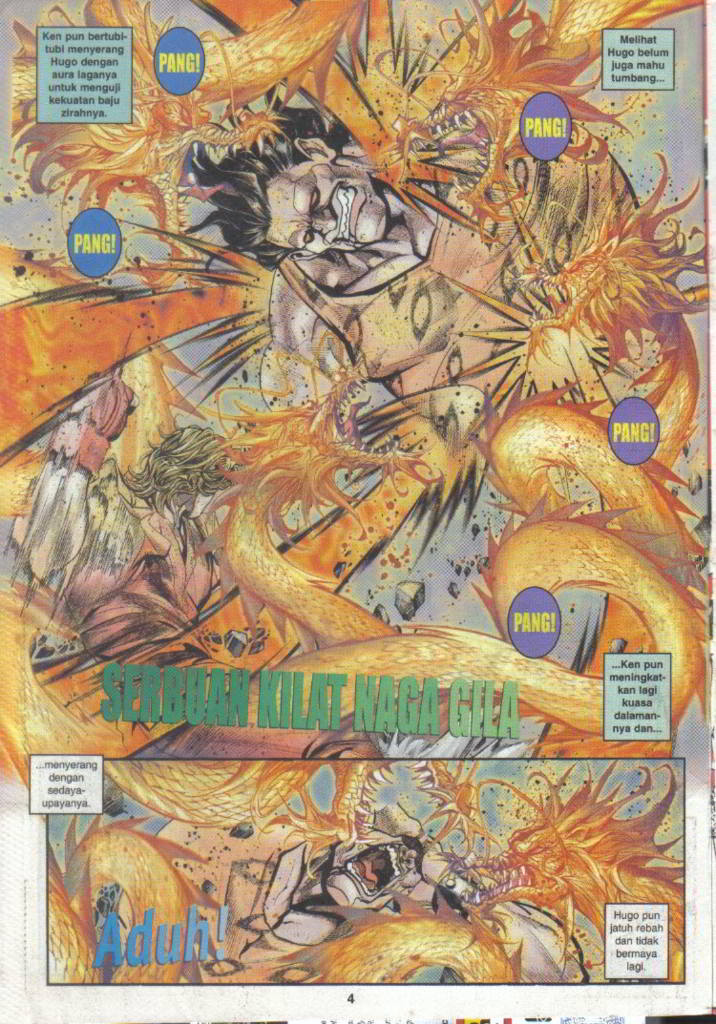 Ken pun bertubi-
tubi menyerang
Hugo dengan
aura laganya
untuk menguji
kekuatan baju
zirahnya.
PANG!
Melihat
Hugo belum
juga mahu
tumbang...
PANG!
PANG!
PANG!
PANG!
SERBUAN KILAT NAGA GILA
...Ken pun
meningkat-
kan lagi
kuasa
dalaman-
nya dan...
...menyerang
dengan
sedaya-
upayanya.
Aduh!
Hugo pun
jatuh rebah
dan tidak
bermaya
lagi.
4